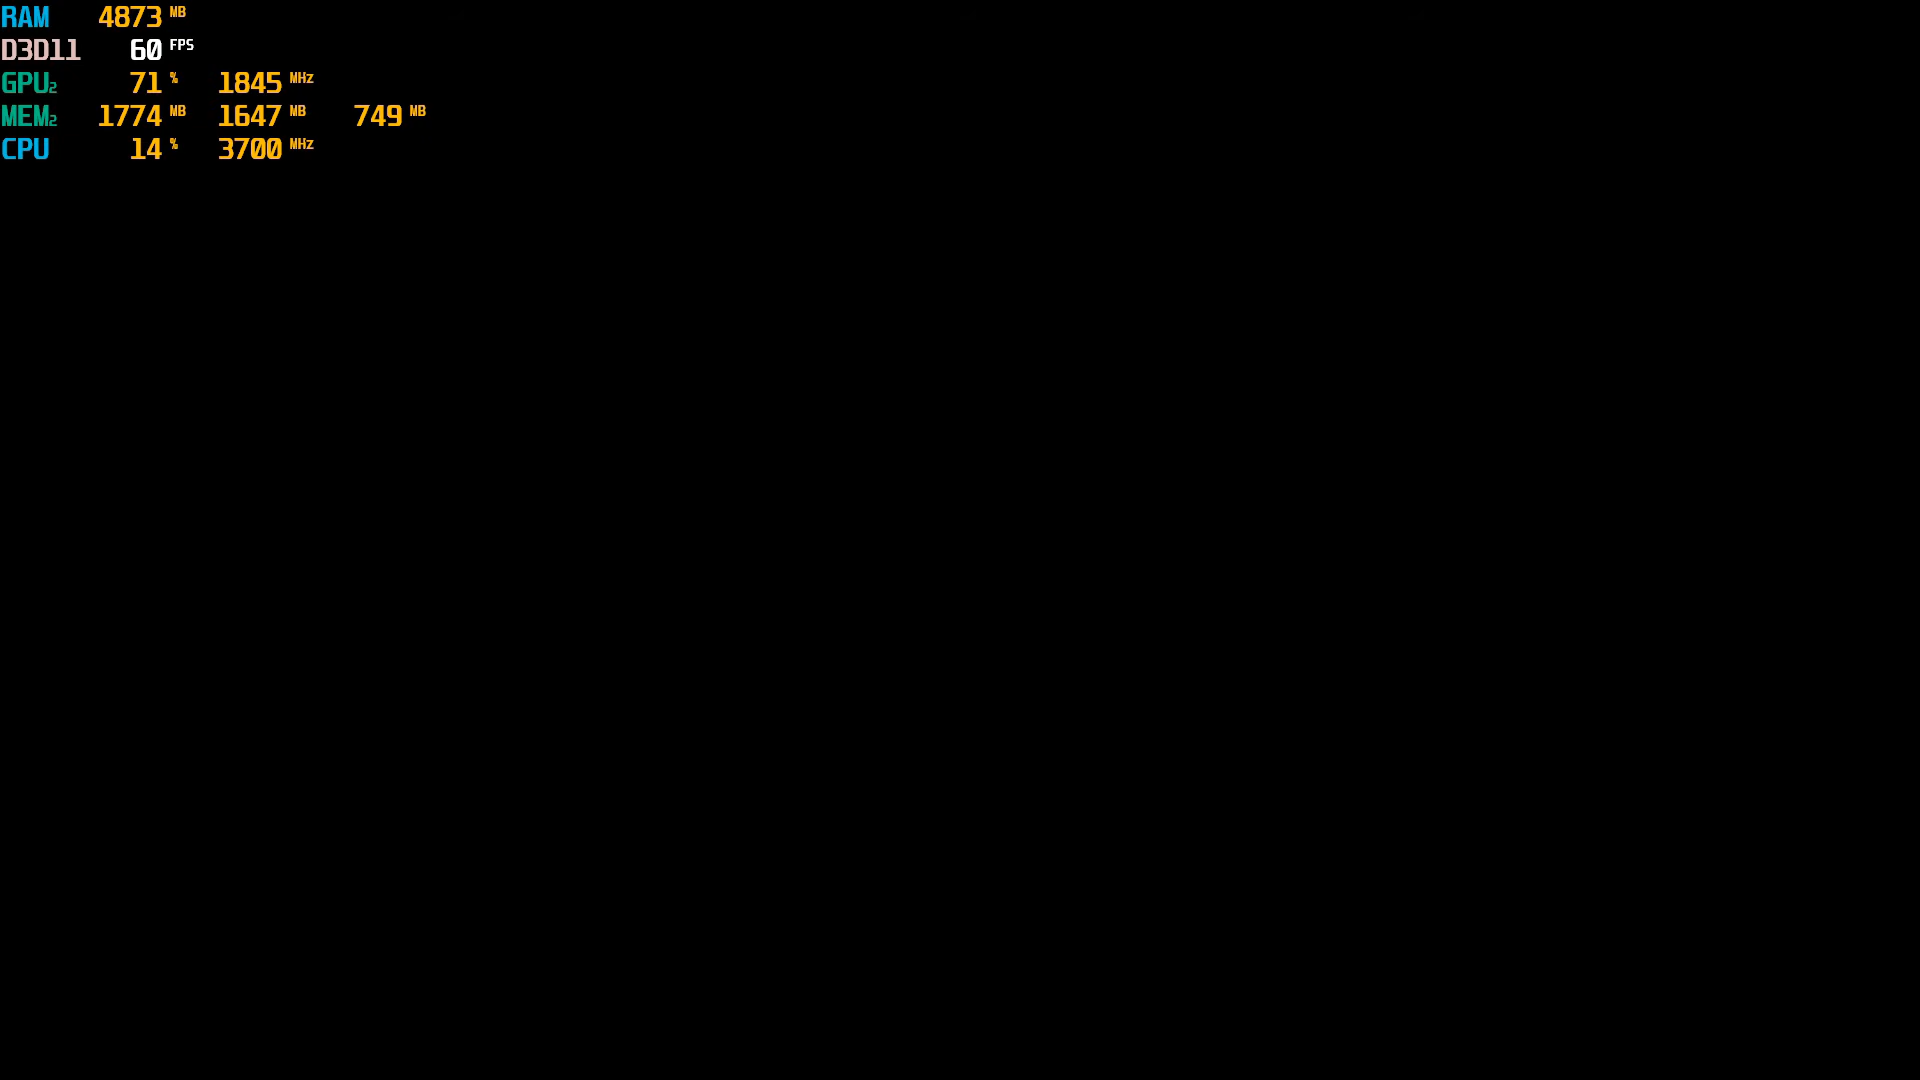 RAM 4873 MB
D3D11 60 FPS
GPU2 71 % 1845 MHz
MEM2 1774 MB 1647 MB 749 MB
CPU 14 % 3700 MHz